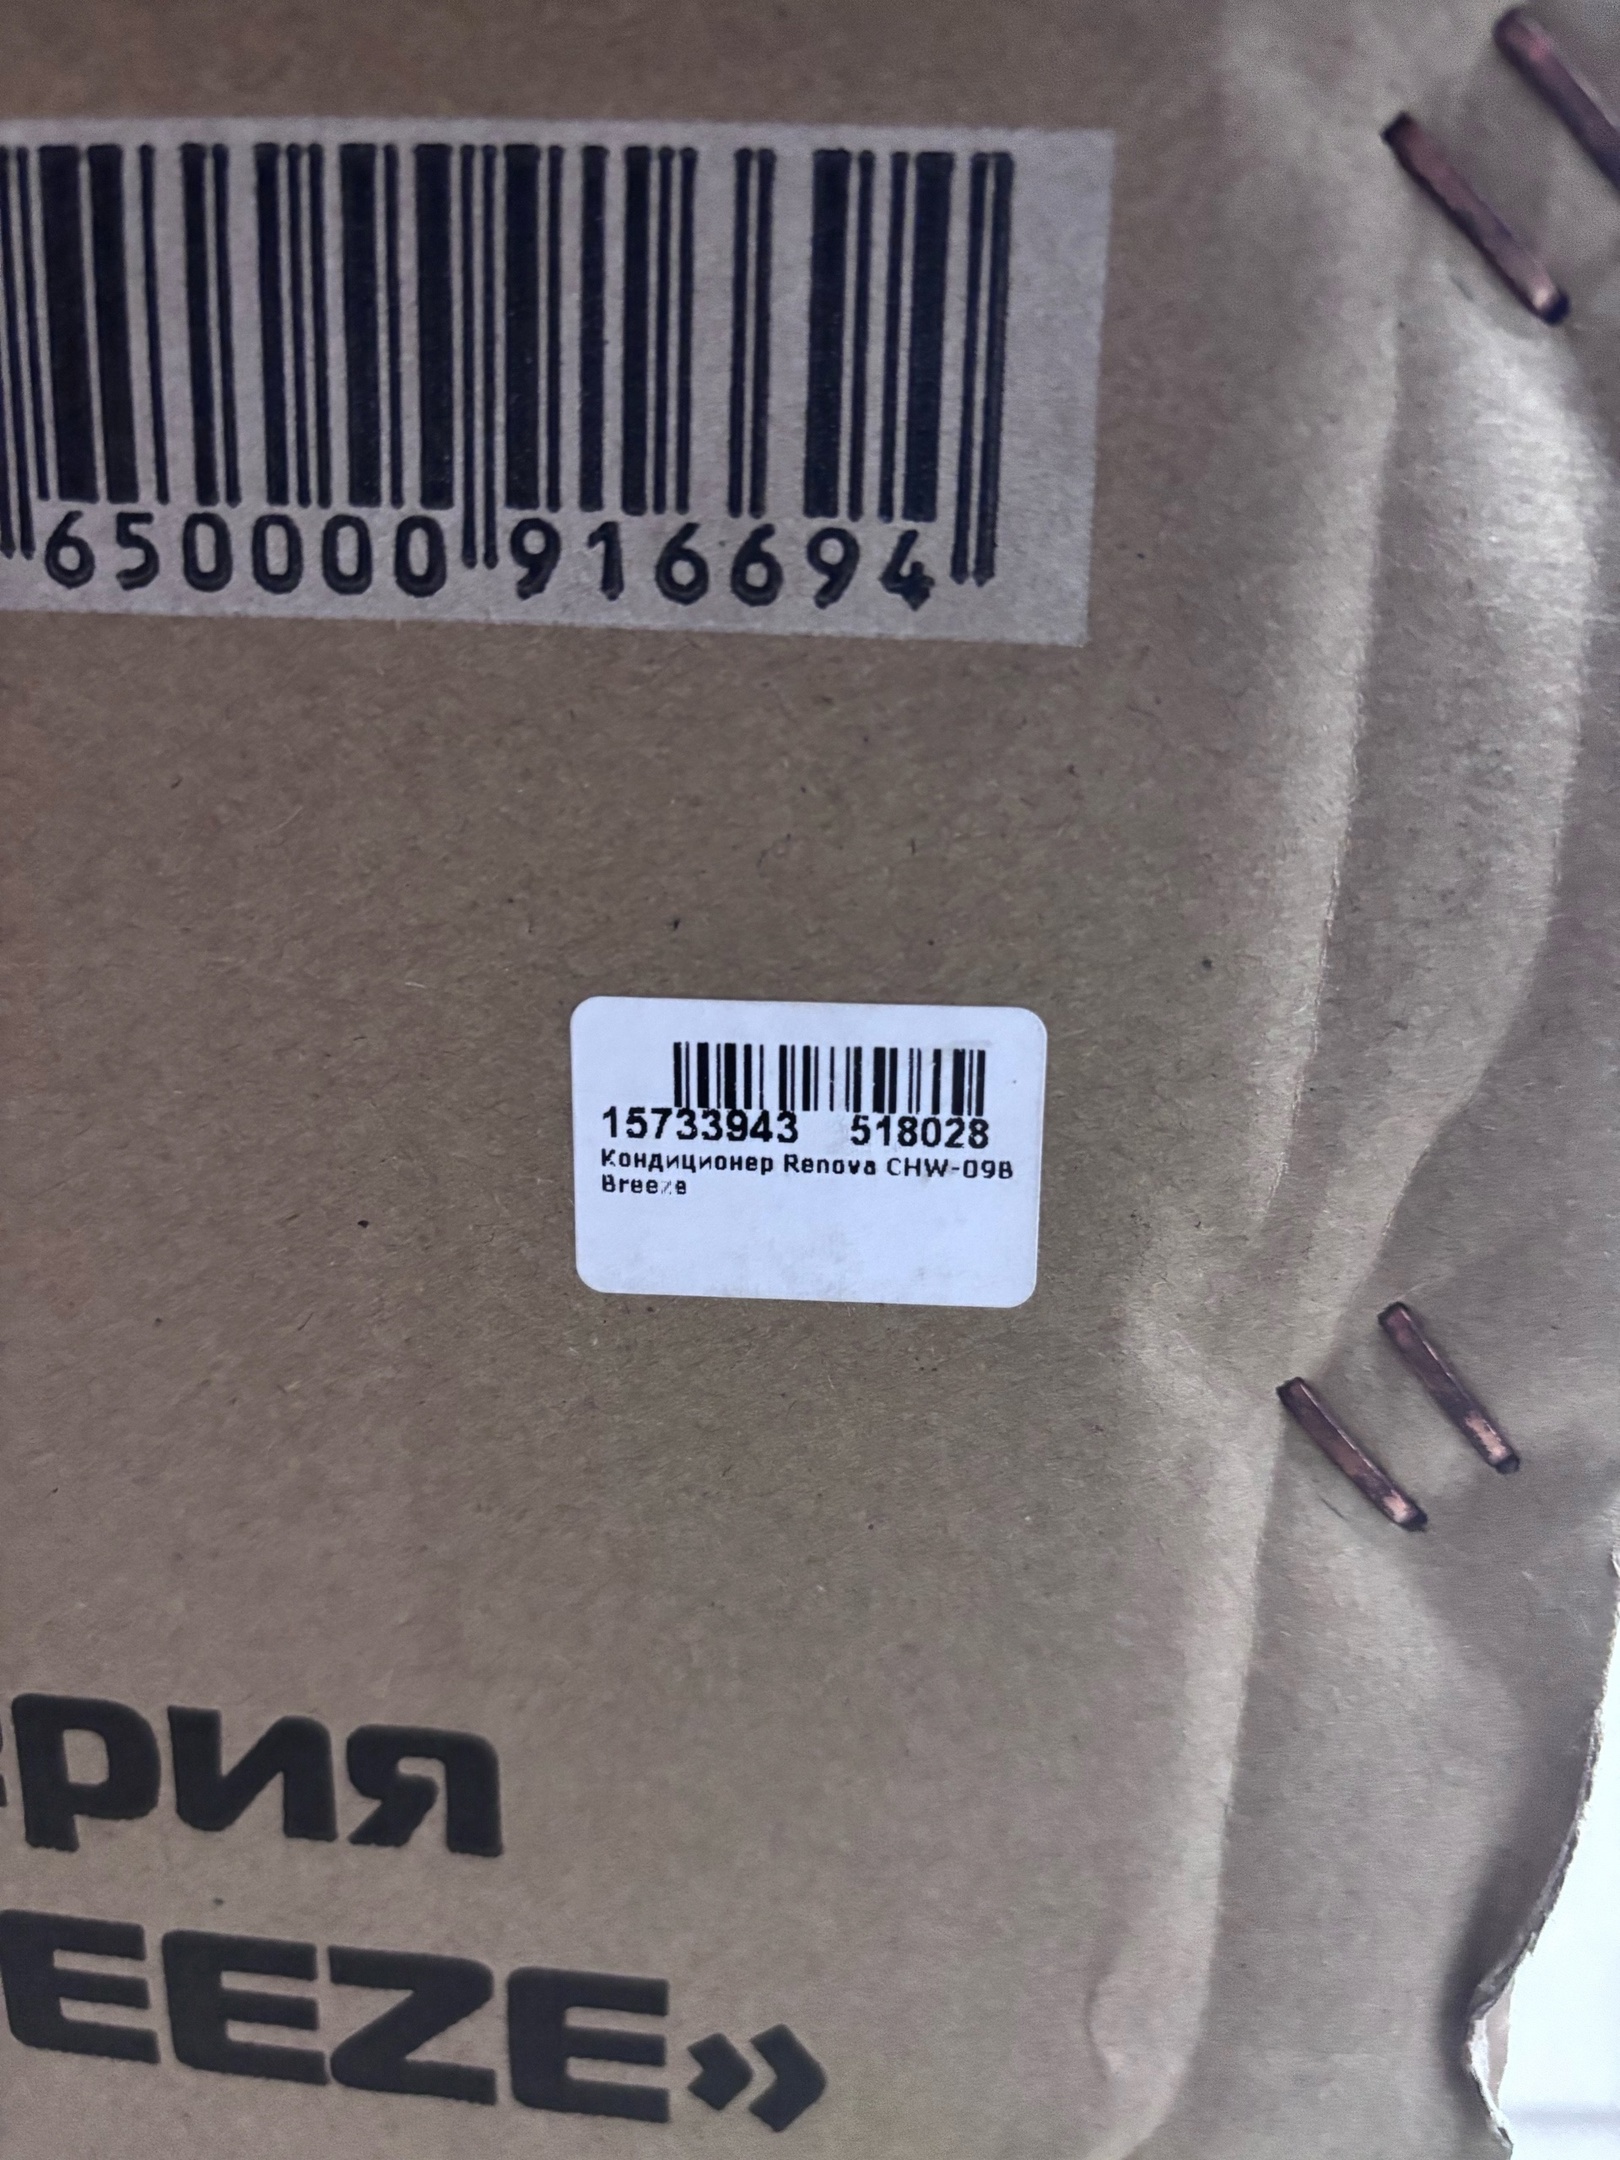 650000 916694
15733943 518028
Кондиционер Renova CHW-09B
Breeze
ерия
EEZE»